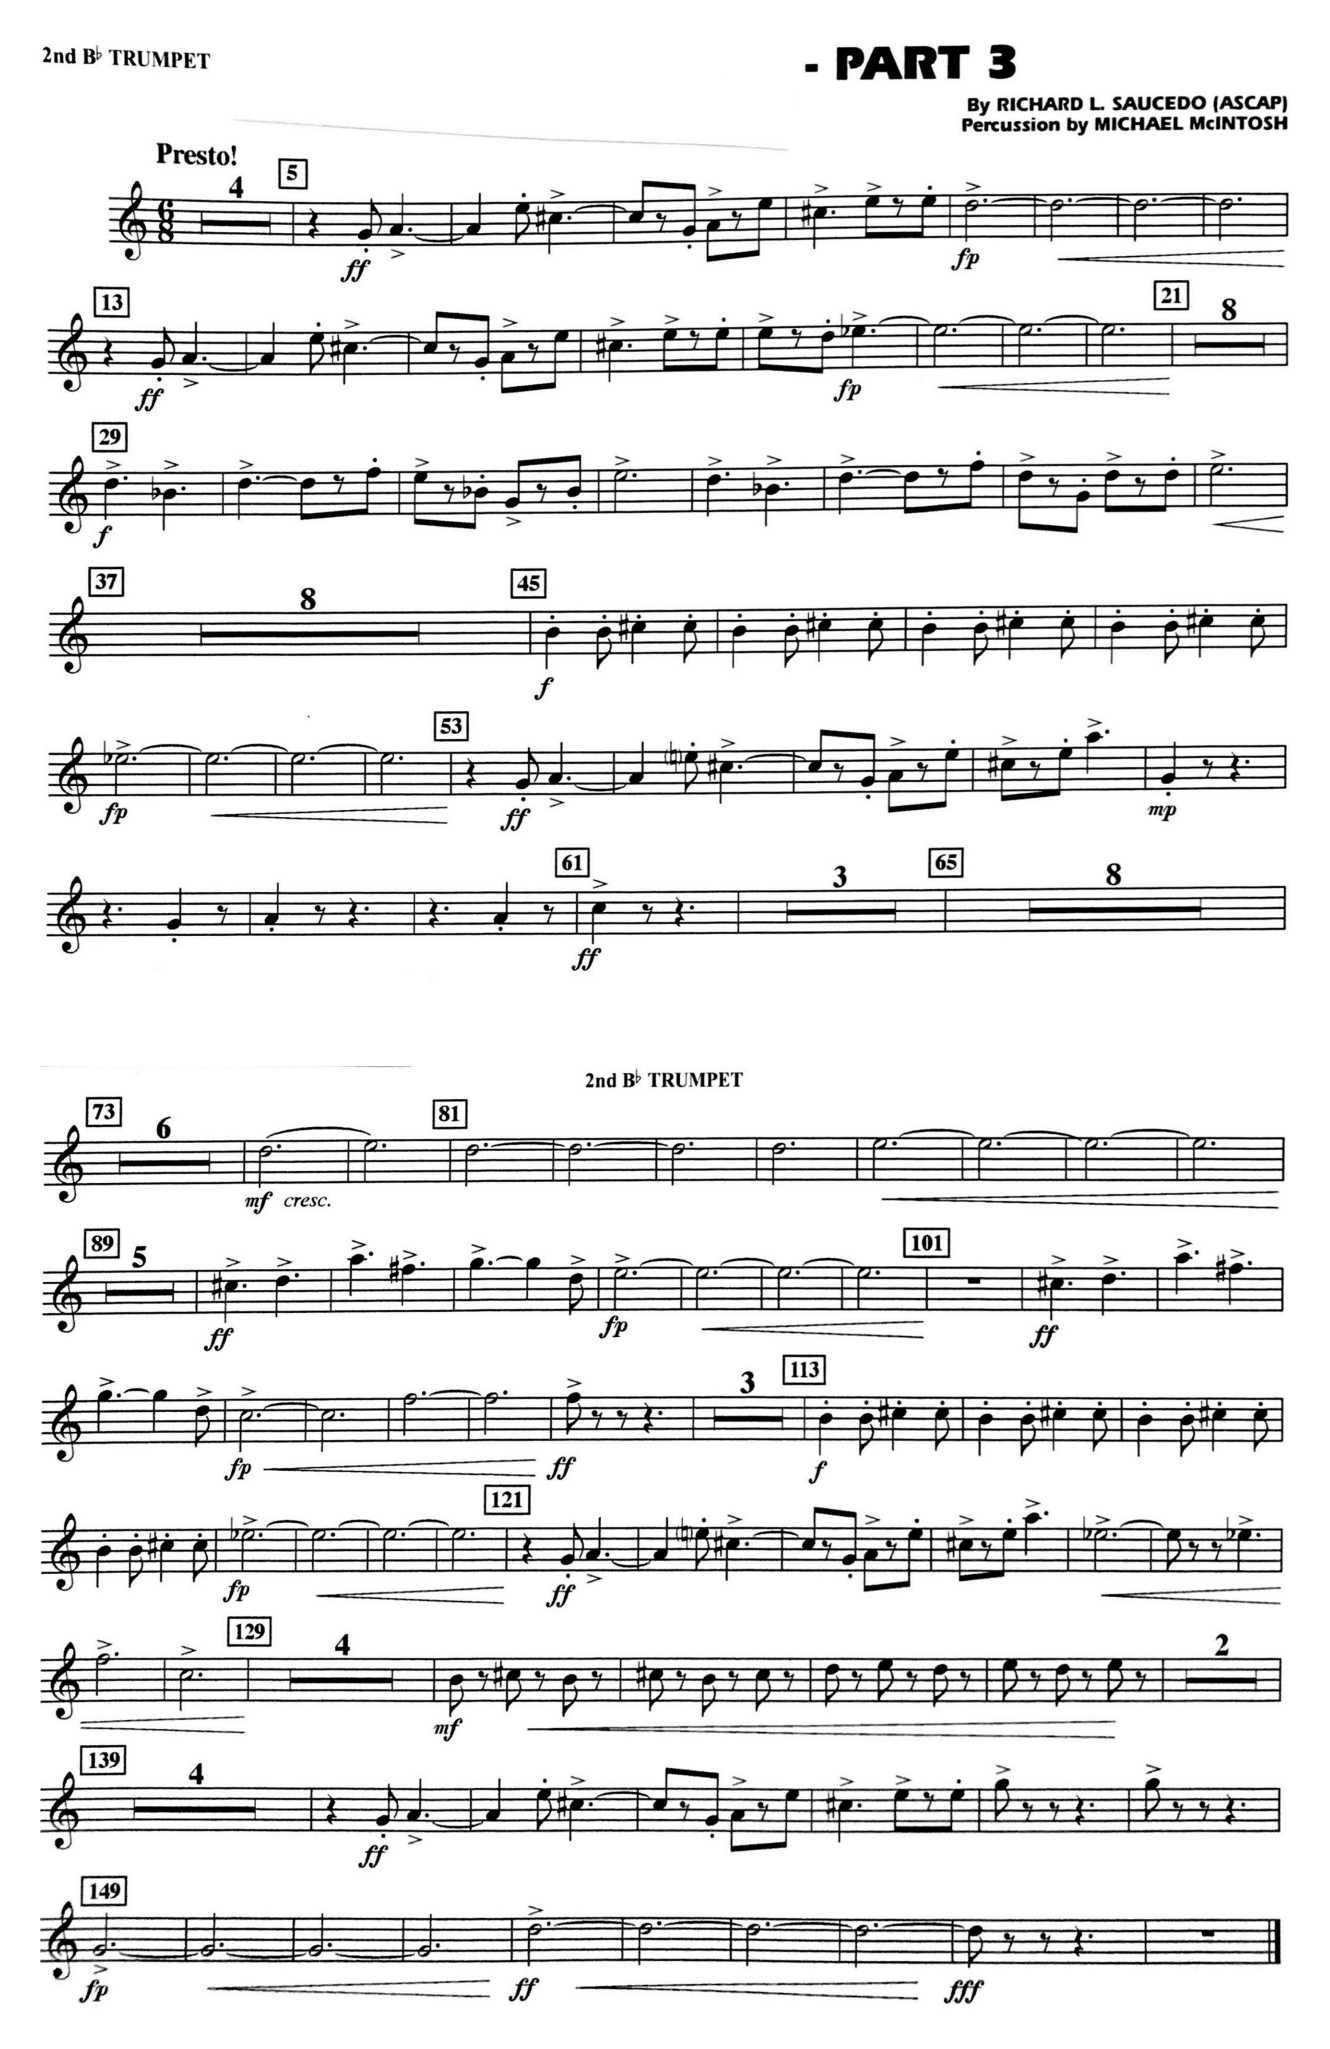 2nd B♭ TRUMPET
- PART 3
By RICHARD L. SAUCEDO (ASCAP)
Percussion by MICHAEL McINTOSH
Presto!
4 5
6
8
ff fp
13 21 8
ff fp
29
f
37 8 45
f
53
fp ff mp
61 3 65 8
ff
2nd B♭ TRUMPET
73 6 81
mf cresc.
89 5 101
ff fp ff
3 113
fp ff f
121
fp ff
129 4 2
mf
139 4
ff
149
fp ff fff